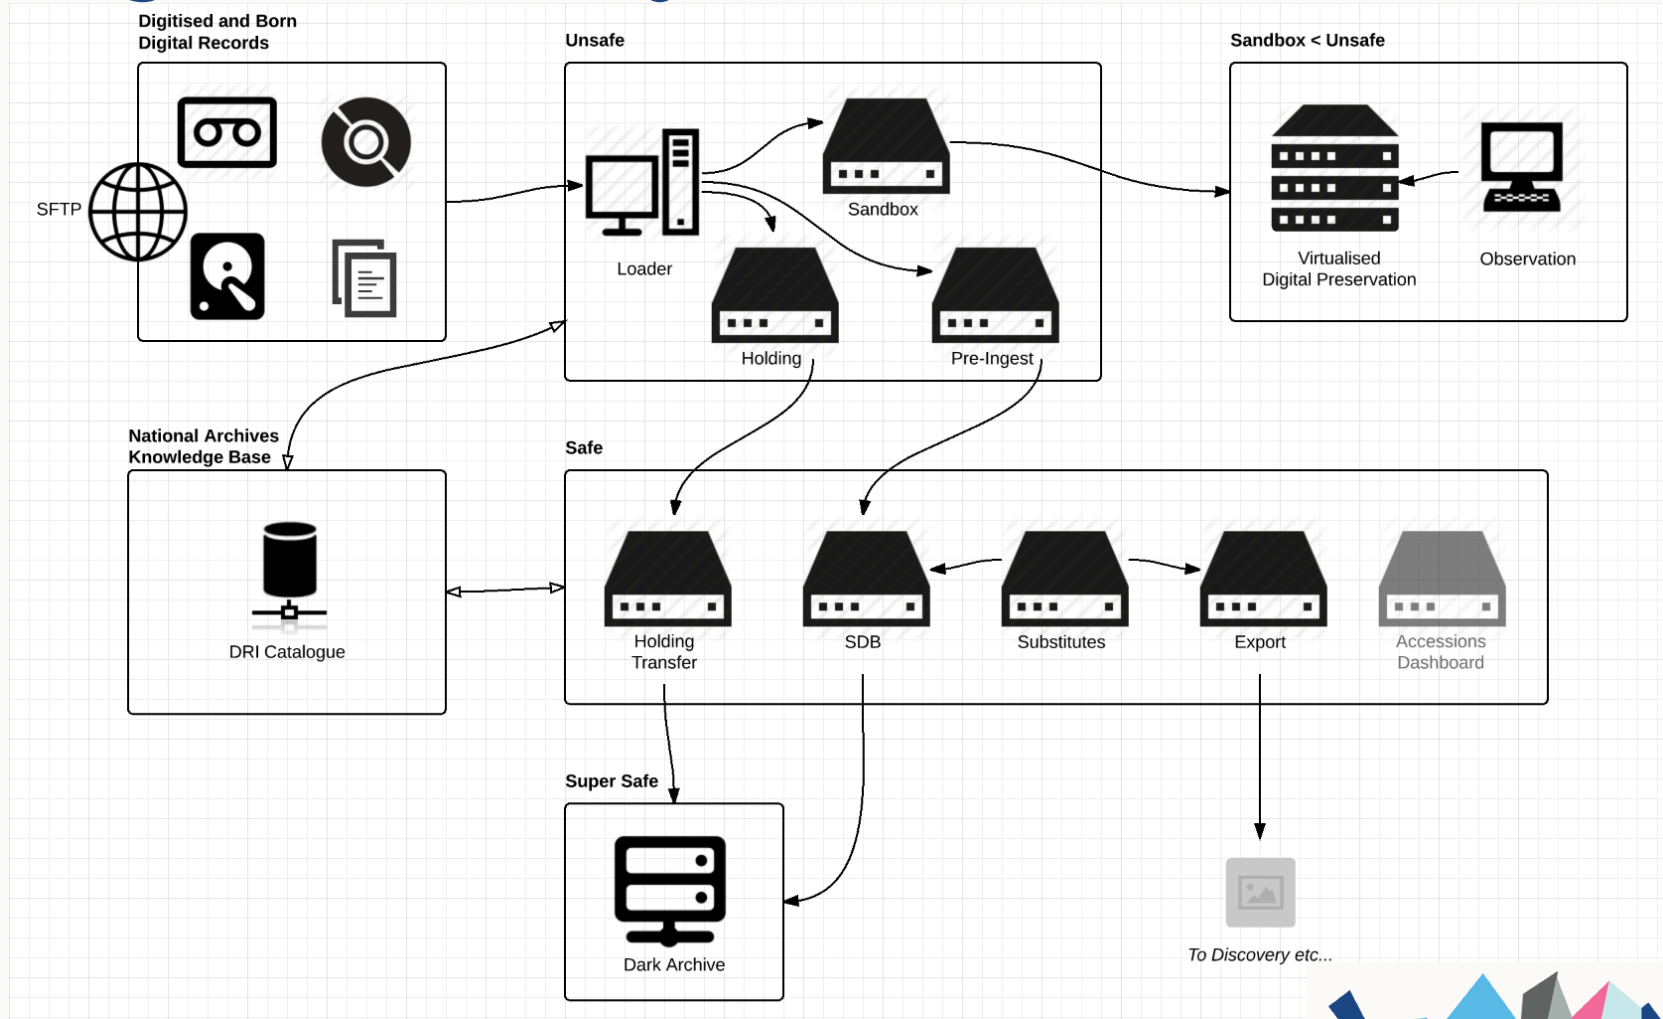 Digitised and Born
Digital Records
SFTP
Unsafe
Loader
Sandbox
Holding
Pre-Ingest
Sandbox < Unsafe
Virtualised
Digital Preservation
Observation
National Archives
Knowledge Base
DRI Catalogue
Safe
Holding
Transfer
SDB
Substitutes
Export
Accessions
Dashboard
Super Safe
Dark Archive
To Discovery etc...